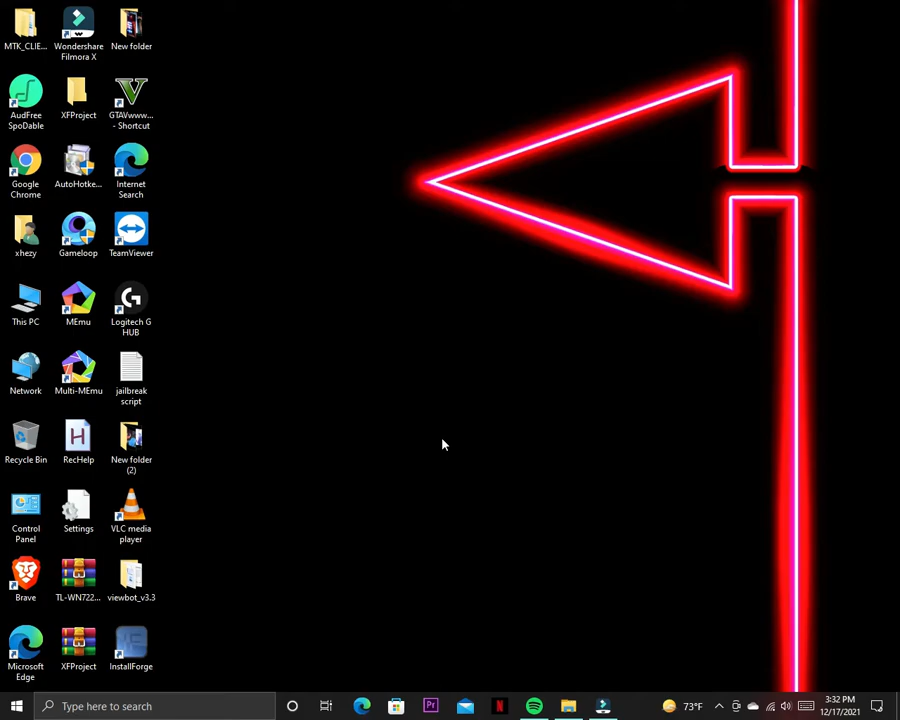 MTK_CLIE...
Wondershare
Filmora X
New folder
AudFree
SpoDable
XFProject
GTAVwww...
- Shortcut
Google
Chrome
AutoHotke...
Internet
Search
xhezy
Gameloop
TeamViewer
This PC
MEmu
Logitech G
HUB
Network
Multi-MEmu
jailbreak
script
Recycle Bin
RecHelp
New folder
(2)
Control
Panel
Settings
VLC media
player
Brave
TL-WN722...
viewbot_v3.3
Microsoft
Edge
XFProject
InstallForge
Type here to search
Pr
N
73°F
3:32 PM
12/17/2021